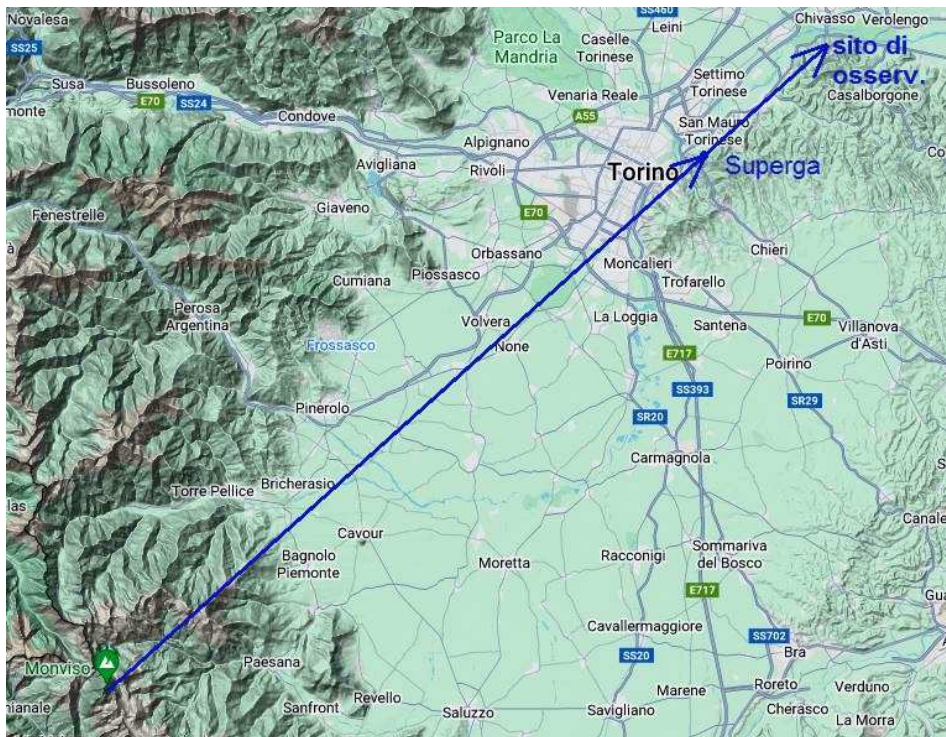 Novalesa
SS460
Leini
Chivasso
Verolengo
SS25
Parco La
Mandria
Caselle
Torinese
sito di
osserv.
Susa
Bussoleno
Settimo
Torinese
E70
SS24
Venaria Reale
Casalborgone
monte
Condove
A55
San Mauro
Torinese
Alpignano
Avigliana
Rivoli
Torino
Superga
Fenestrelle
Giaveno
E70
Orbassano
Chieri
Cumiana
Piossasco
Moncalieri
Trofarello
Perosa
Argentina
Volvera
La Loggia
Santena
E70
Villanova
d'Asti
Frossasco
None
E717
Poirino
SS393
Pinerolo
SR20
SR29
Carmagnola
Torre Pellice
Bricherasio
Canale
Cavour
Bagnolo
Piemonte
Moretta
Racconigi
Sommariva
del Bosco
E717
Cavallermaggiore
SS702
Monviso
Paesana
SS20
Bra
Revello
Marene
Roreto
Verduno
Sanfront
Saluzzo
Savigliano
Cherasco
La Morra